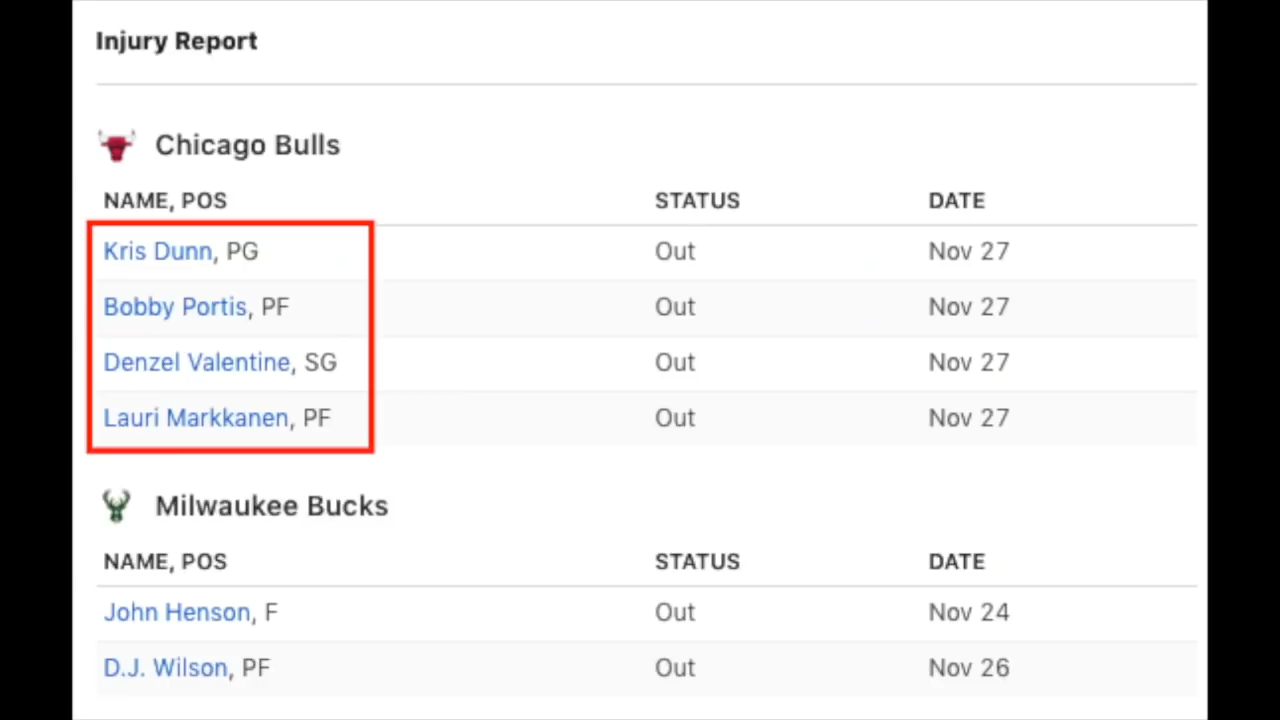 Injury Report
Chicago Bulls
NAME, POS STATUS DATE
Kris Dunn, PG Out Nov 27
Bobby Portis, PF Out Nov 27
Denzel Valentine, SG Out Nov 27
Lauri Markkanen, PF Out Nov 27
Milwaukee Bucks
NAME, POS STATUS DATE
John Henson, F Out Nov 24
D.J. Wilson, PF Out Nov 26